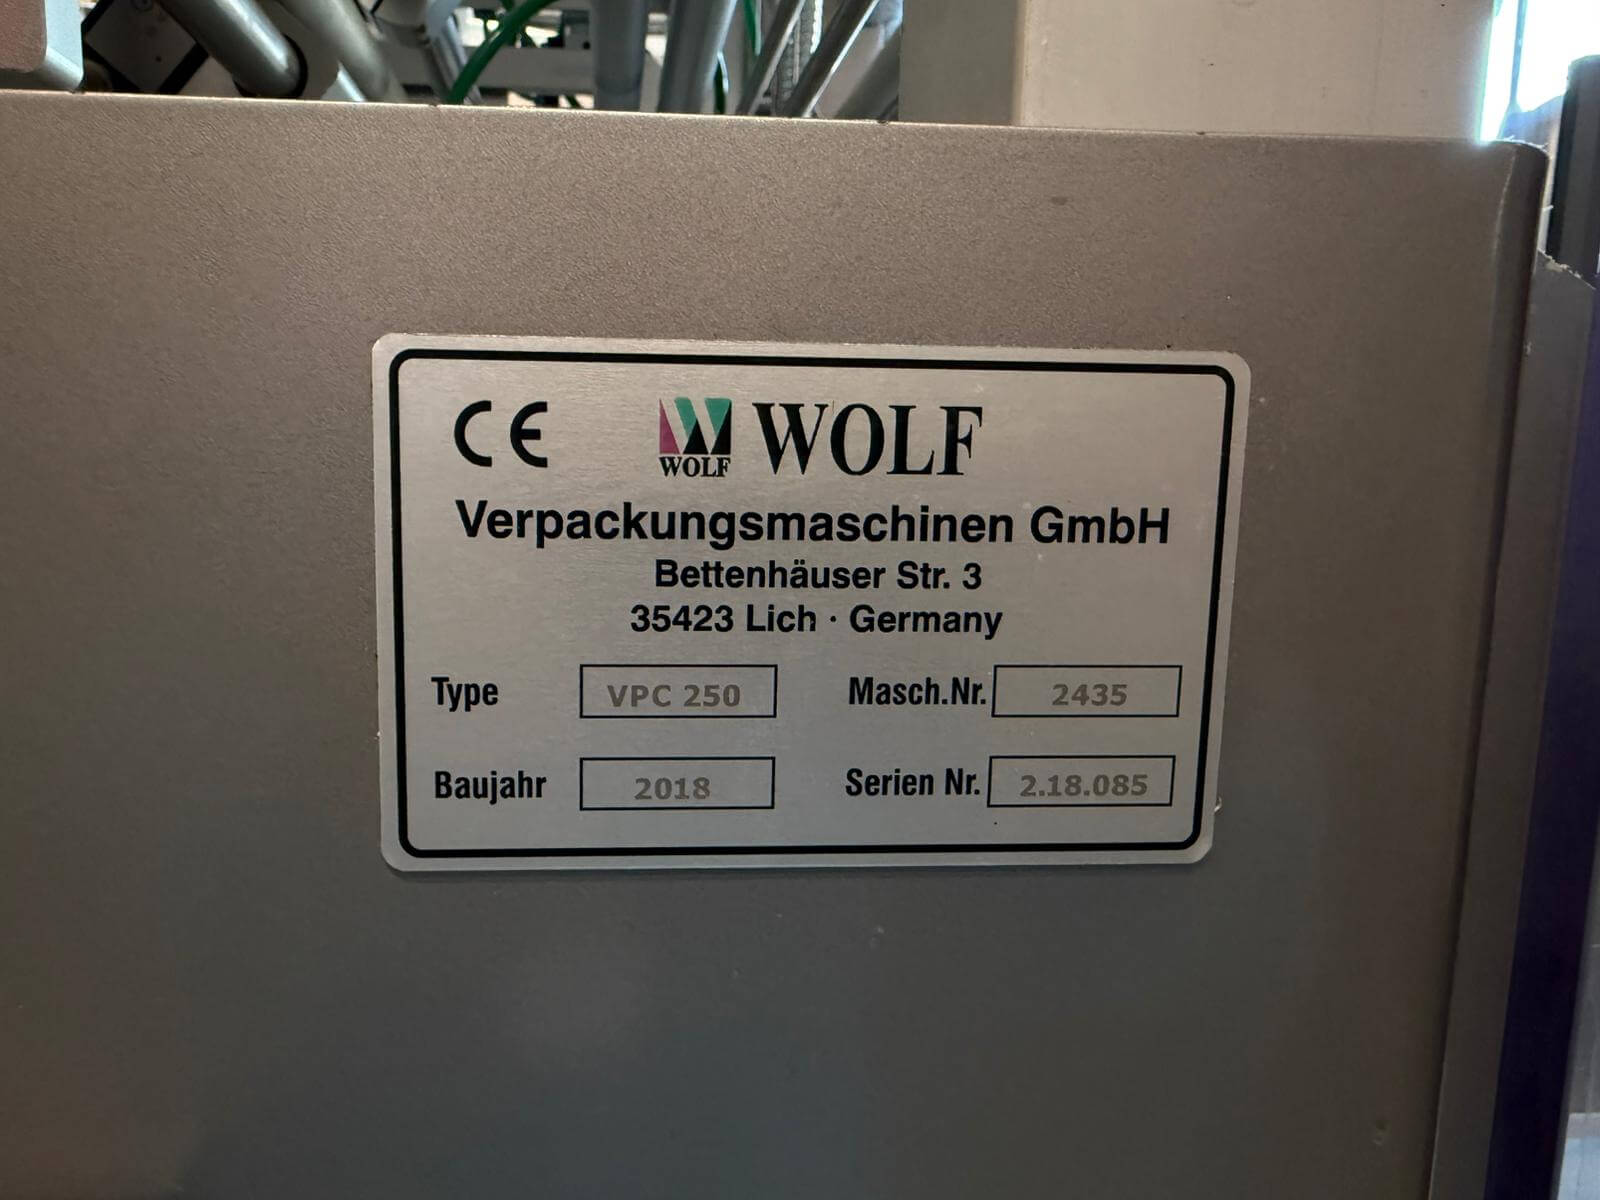 CE WOLF WOLF
Verpackungsmaschinen GmbH
Bettenhäuser Str. 3
35423 Lich · Germany
Type VPC 250 Masch.Nr. 2435
Baujahr 2018 Serien Nr. 2.18.085